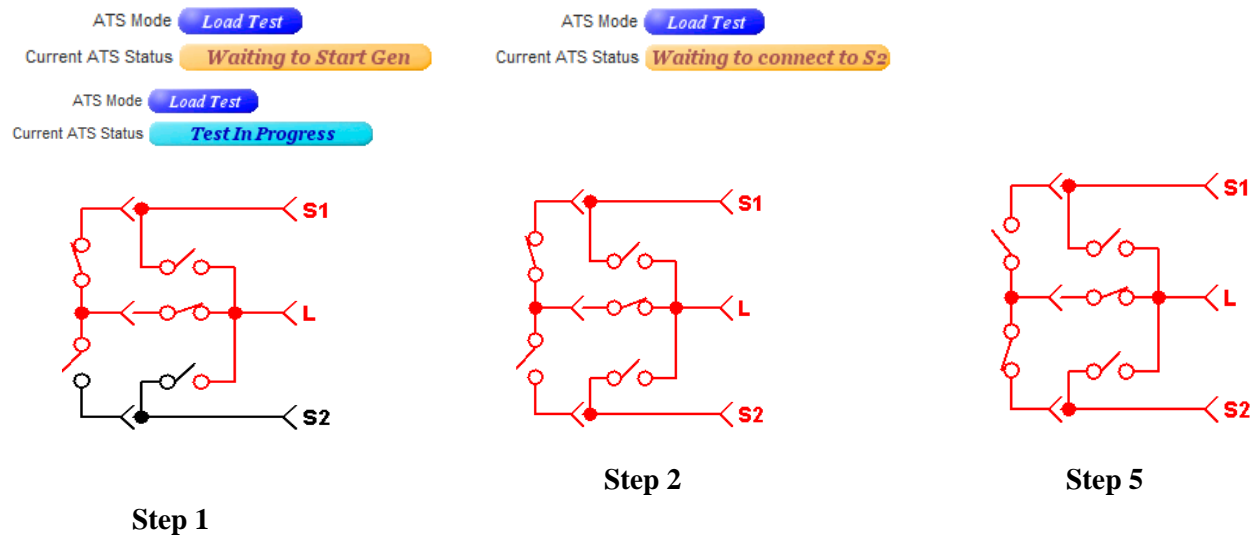 ATS Mode Load Test
Current ATS Status Waiting to Start Gen
ATS Mode Load Test
Current ATS Status Waiting to connect to S2
ATS Mode Load Test
Current ATS Status Test In Progress
S1
L
S2
Step 1
S1
L
S2
Step 2
S1
L
S2
Step 5